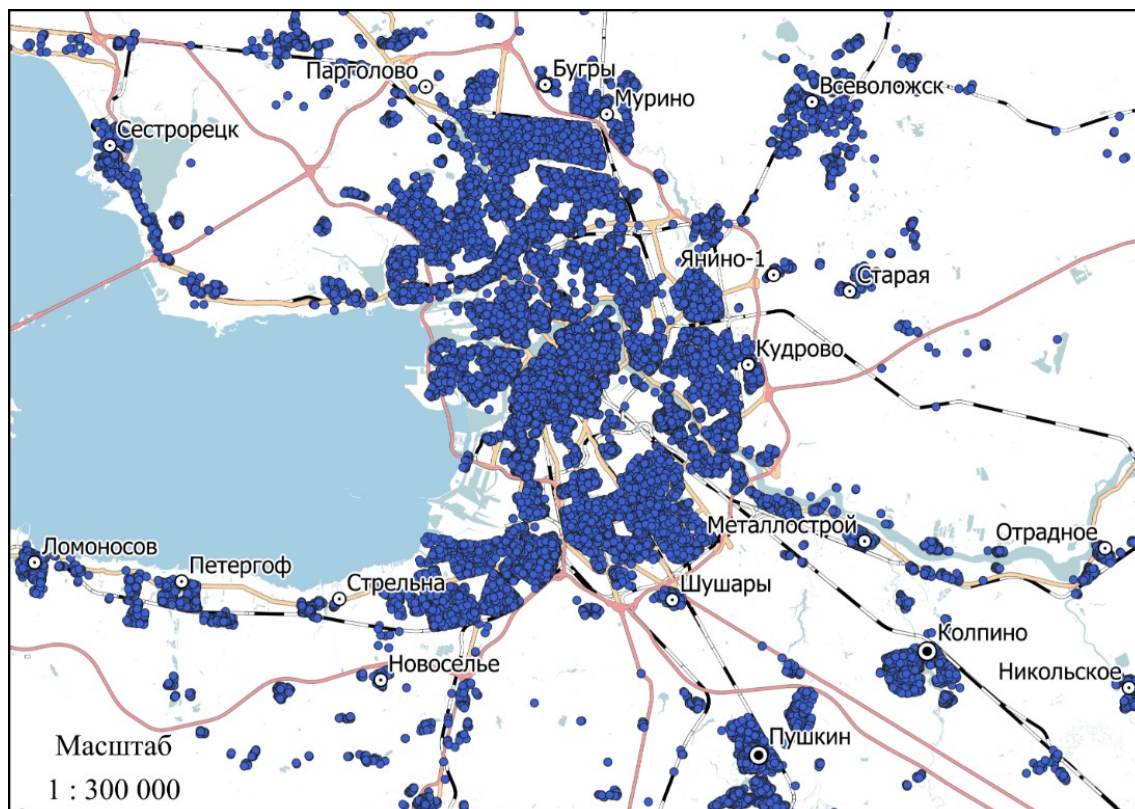 Парголово
Бугры
Мурино
Всеволожск
Сестрорецк
Янино-1
Старая
Кудрово
Металлострой
Отрадное
Ломоносов
Петергоф
Стрельна
Шушары
Колпино
Новоселье
Никольское
Пушкин
Масштаб
1 : 300 000